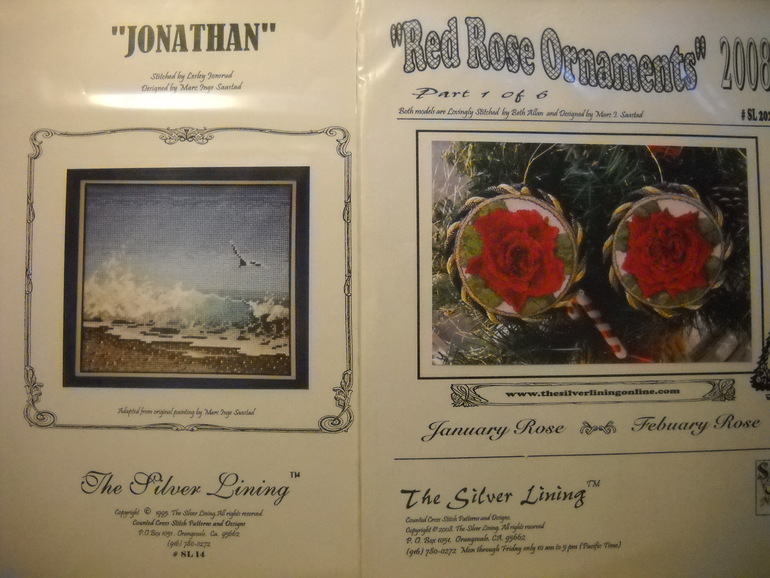 "JONATHAN"
Stitched by Lesley Jonsrud
Designed by Marc Inge Saastad
Adapted from original painting by Marc Inge Saastad
The Silver Lining™
Copyright © 1995 The Silver Lining. All rights reserved
Counted Cross Stitch Patterns and Designs
P.O. Box 1051, Orangevale, CA. 95662
(916) 780-0272
# SL 14
"Red Rose Ornaments" 2008
Part 1 of 6
Both models are Lovingly Stitched by Beth Allan and Designed by Marc I. Saastad
# SL 202
www.thesilverliningonline.com
January Rose Febuary Rose
The Silver Lining™
Counted Cross Stitch Patterns and Designs.
Copyright © 2008. The Silver Lining. All rights reserved
P.O. Box 1051, Orangevale, CA. 95662
(916) 780-0272 Mon through Friday only 10 am to 5 pm (Pacific Time)